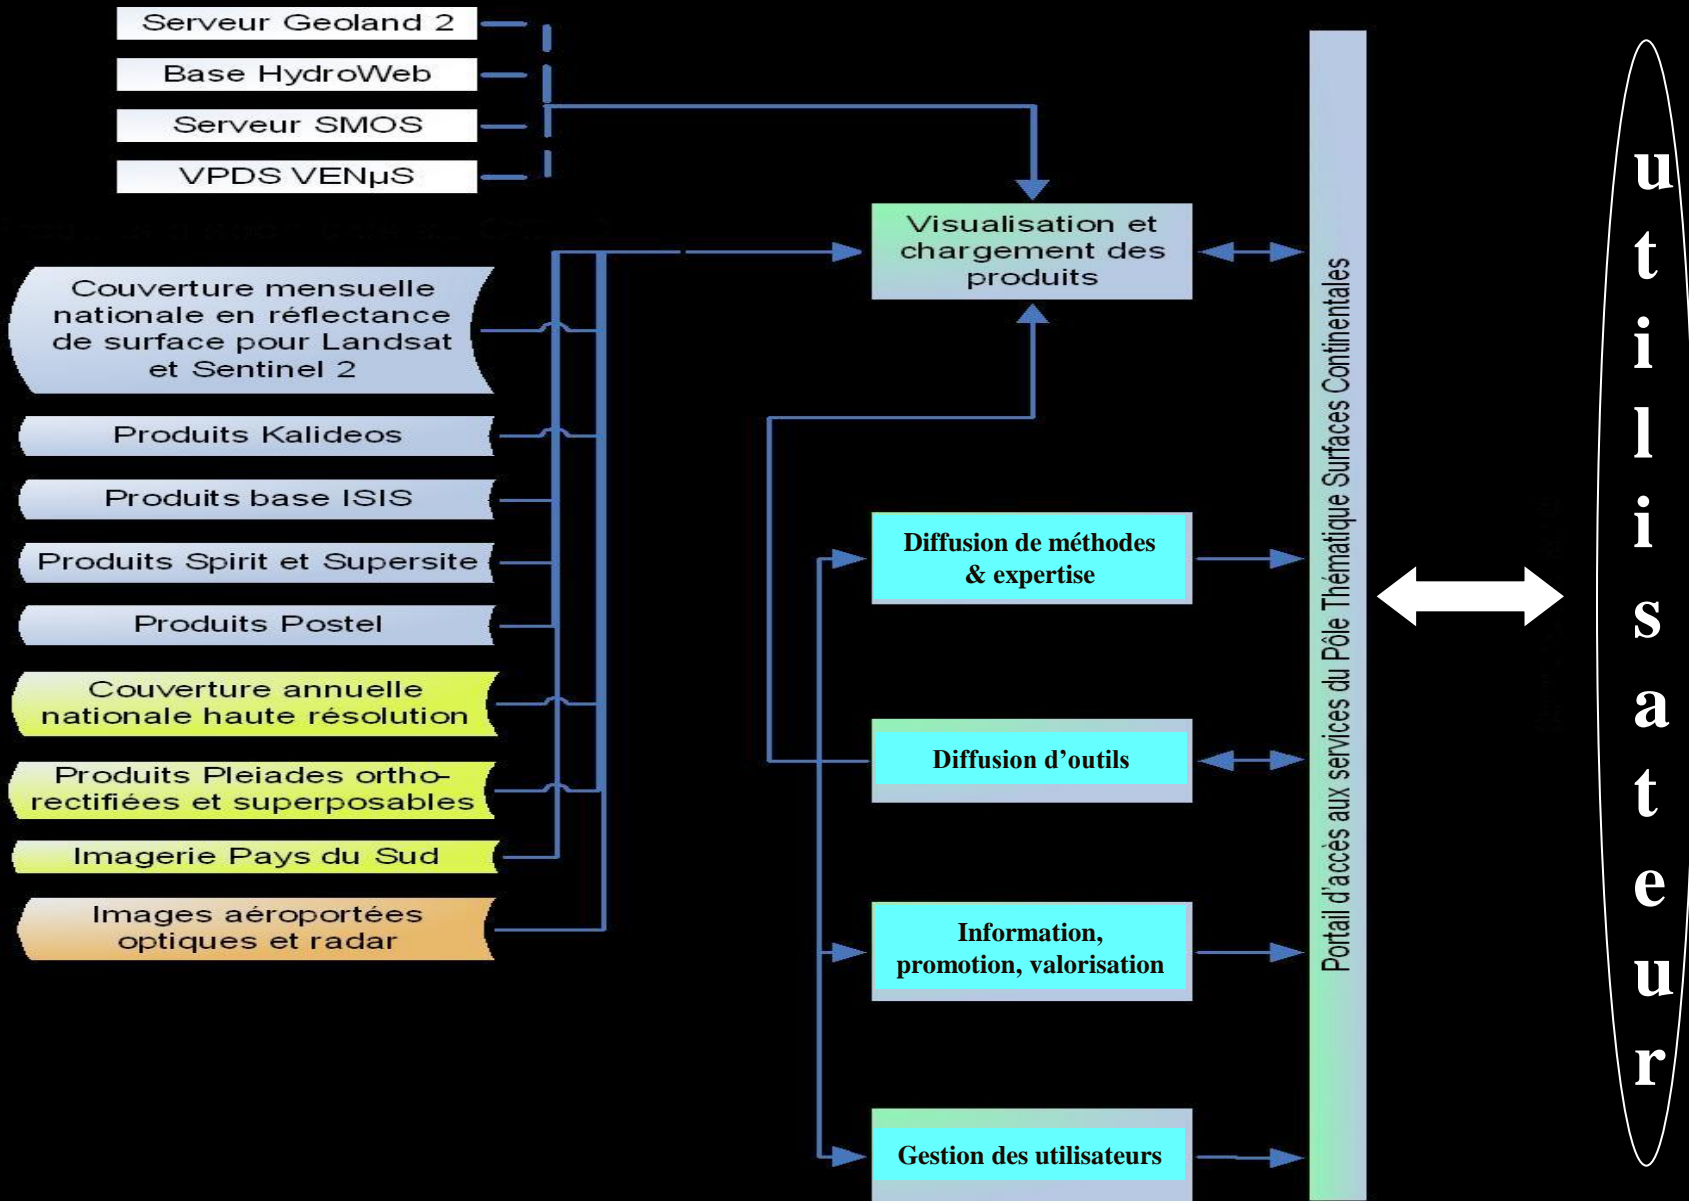 Serveur Geoland 2
Base HydroWeb
Serveur SMOS
VPDS VENµS
Couverture mensuelle
nationale en réflectance
de surface pour Landsat
et Sentinel 2
Produits Kalideos
Produits base ISIS
Produits Spirit et Supersite
Produits Postel
Couverture annuelle
nationale haute résolution
Produits Pleiades ortho-
rectifiées et superposables
Imagerie Pays du Sud
Images aéroportées
optiques et radar
Visualisation et
chargement des
produits
Diffusion de méthodes
& expertise
Diffusion d’outils
Information,
promotion, valorisation
Gestion des utilisateurs
Portail d’accès aux services du Pôle Thématique Surfaces Continentales
utilisateur